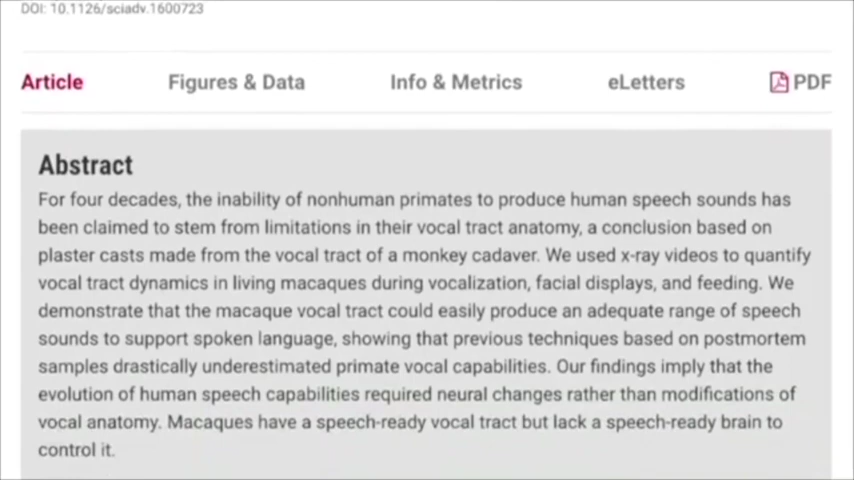 DOI: 10.1126/sciadv.1600723
Article Figures & Data Info & Metrics eLetters PDF
Abstract
For four decades, the inability of nonhuman primates to produce human speech sounds has
been claimed to stem from limitations in their vocal tract anatomy, a conclusion based on
plaster casts made from the vocal tract of a monkey cadaver. We used x-ray videos to quantify
vocal tract dynamics in living macaques during vocalization, facial displays, and feeding. We
demonstrate that the macaque vocal tract could easily produce an adequate range of speech
sounds to support spoken language, showing that previous techniques based on postmortem
samples drastically underestimated primate vocal capabilities. Our findings imply that the
evolution of human speech capabilities required neural changes rather than modifications of
vocal anatomy. Macaques have a speech-ready vocal tract but lack a speech-ready brain to
control it.